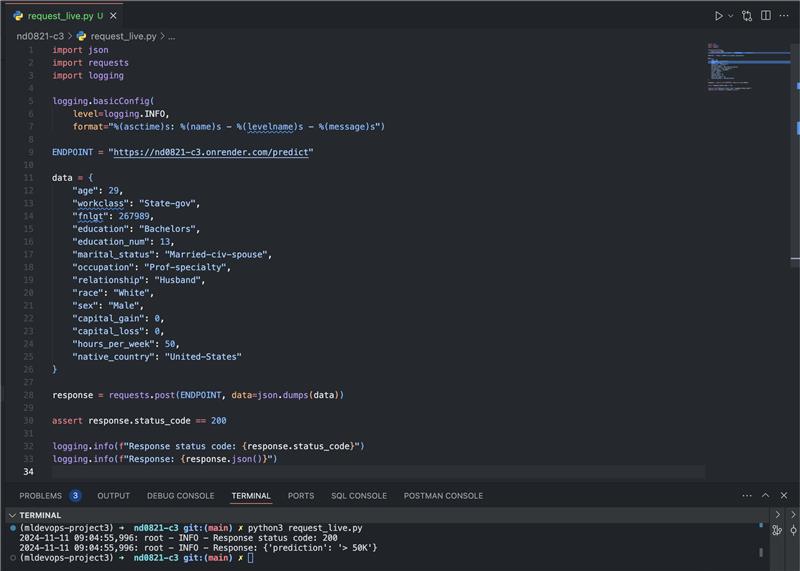 request_live.py U
nd0821-c3 > request_live.py > ...
1 import json
2 import requests
3 import logging
4
5 logging.basicConfig(
6     level=logging.INFO,
7     format="%(asctime)s: %(name)s - %(levelname)s - %(message)s")
8
9 ENDPOINT = "https://nd0821-c3.onrender.com/predict"
10
11 data = {
12     "age": 29,
13     "workclass": "State-gov",
14     "fnlgt": 267989,
15     "education": "Bachelors",
16     "education_num": 13,
17     "marital_status": "Married-civ-spouse",
18     "occupation": "Prof-specialty",
19     "relationship": "Husband",
20     "race": "White",
21     "sex": "Male",
22     "capital_gain": 0,
23     "capital_loss": 0,
24     "hours_per_week": 50,
25     "native_country": "United-States"
26 }
27
28 response = requests.post(ENDPOINT, data=json.dumps(data))
29
30 assert response.status_code == 200
31
32 logging.info(f"Response status code: {response.status_code}")
33 logging.info(f"Response: {response.json()}")
34
PROBLEMS 3 OUTPUT DEBUG CONSOLE TERMINAL PORTS SQL CONSOLE POSTMAN CONSOLE
TERMINAL
(mldevops-project3) → nd0821-c3 git:(main) ✗ python3 request_live.py
2024-11-11 09:04:55,996: root - INFO - Response status code: 200
2024-11-11 09:04:55,996: root - INFO - Response: {'prediction': '> 50K'}
(mldevops-project3) → nd0821-c3 git:(main) ✗